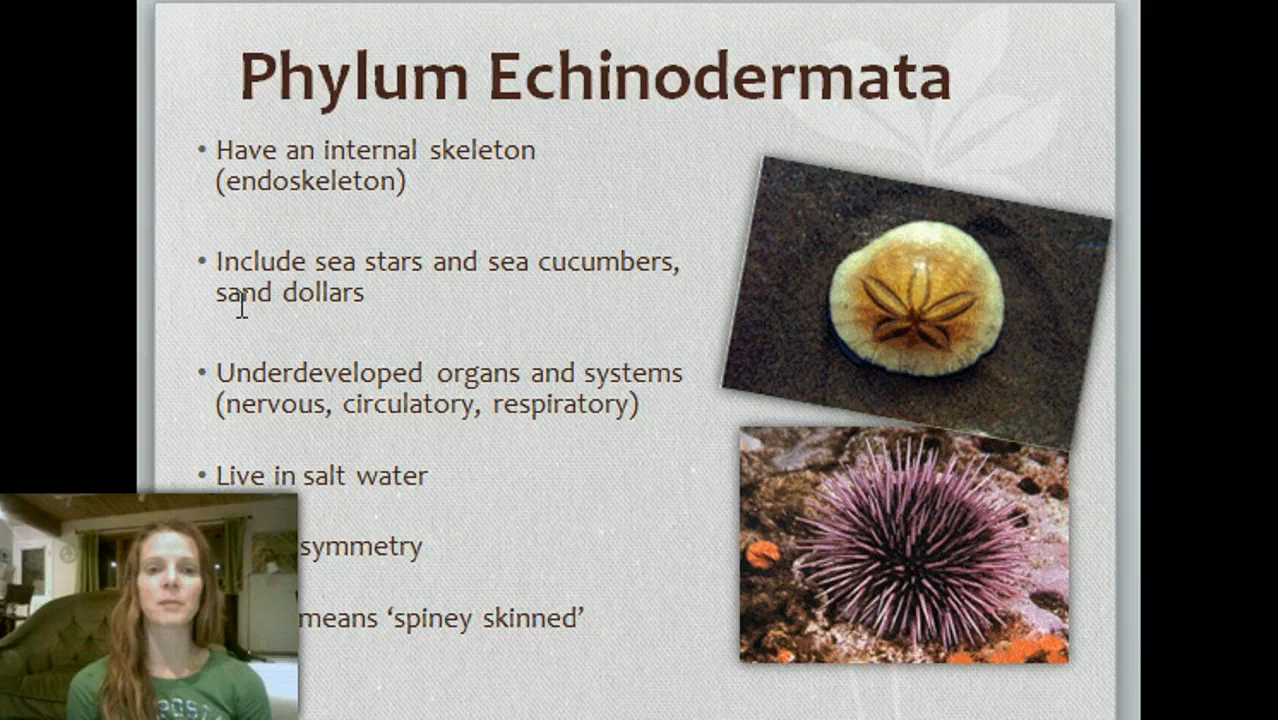 Phylum Echinodermata
• Have an internal skeleton
(endoskeleton)
• Include sea stars and sea cucumbers,
sand dollars
• Underdeveloped organs and systems
(nervous, circulatory, respiratory)
• Live in salt water
symmetry
means ‘spiney skinned’